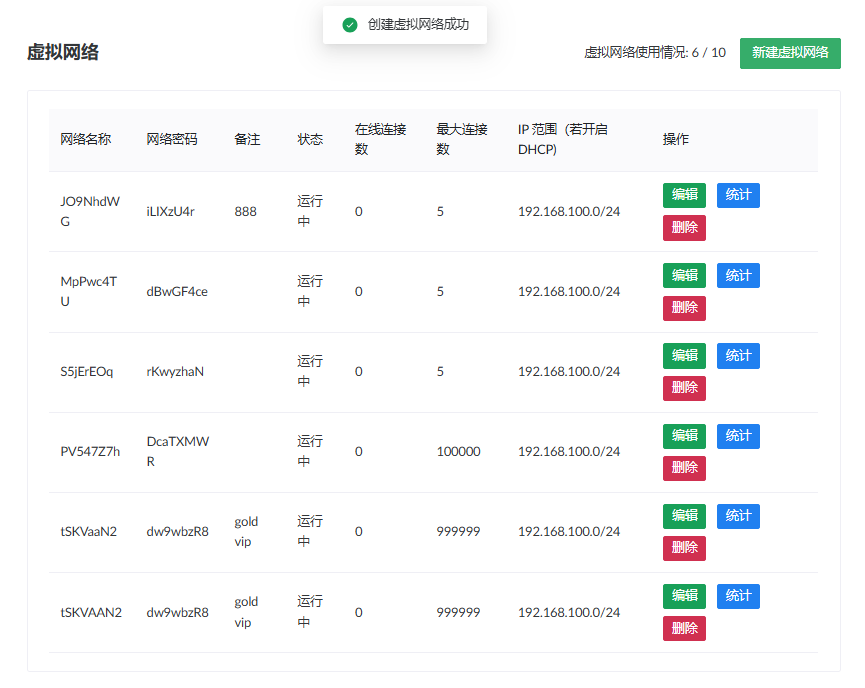 创建虚拟网络成功
虚拟网络
虚拟网络使用情况: 6 / 10
新建虚拟网络
网络名称
网络密码
备注
状态
在线连接
数
最大连接
数
IP 范围（若开启
DHCP)
操作
JO9NhdW
G
iLIXzU4r
888
运行
中
0
5
192.168.100.0/24
编辑
统计
删除
MpPwc4T
U
dBwGF4ce
运行
中
0
5
192.168.100.0/24
编辑
统计
删除
S5jErEOq
rKwyzhaN
运行
中
0
5
192.168.100.0/24
编辑
统计
删除
PV547Z7h
DcaTXMW
R
运行
中
0
100000
192.168.100.0/24
编辑
统计
删除
tSKVaaN2
dw9wbzR8
gold
vip
运行
中
0
999999
192.168.100.0/24
编辑
统计
删除
tSKVAAN2
dw9wbzR8
gold
vip
运行
中
0
999999
192.168.100.0/24
编辑
统计
删除